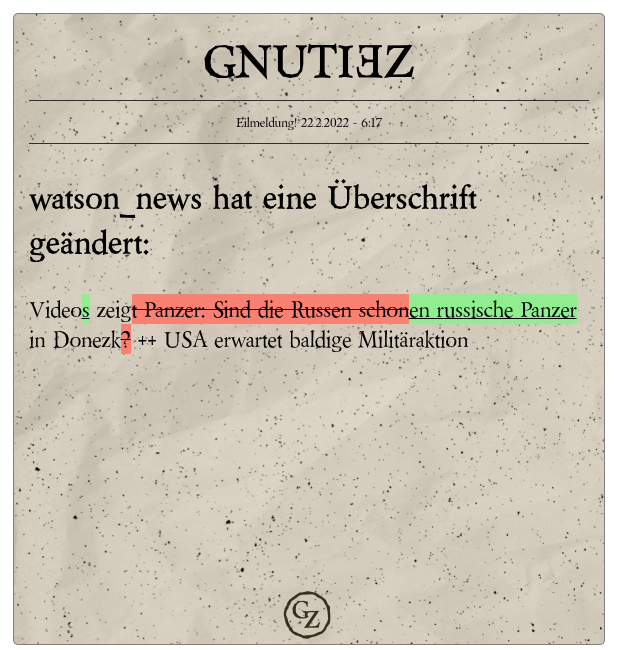 GNUTIEZ
Eilmeldung! 22.2.2022 - 6:17
watson_news hat eine Überschrift
geändert:
Videos zeigt Panzer: Sind die Russen schonen russische Panzer
in Donezk? ++ USA erwartet baldige Militäraktion
GZ